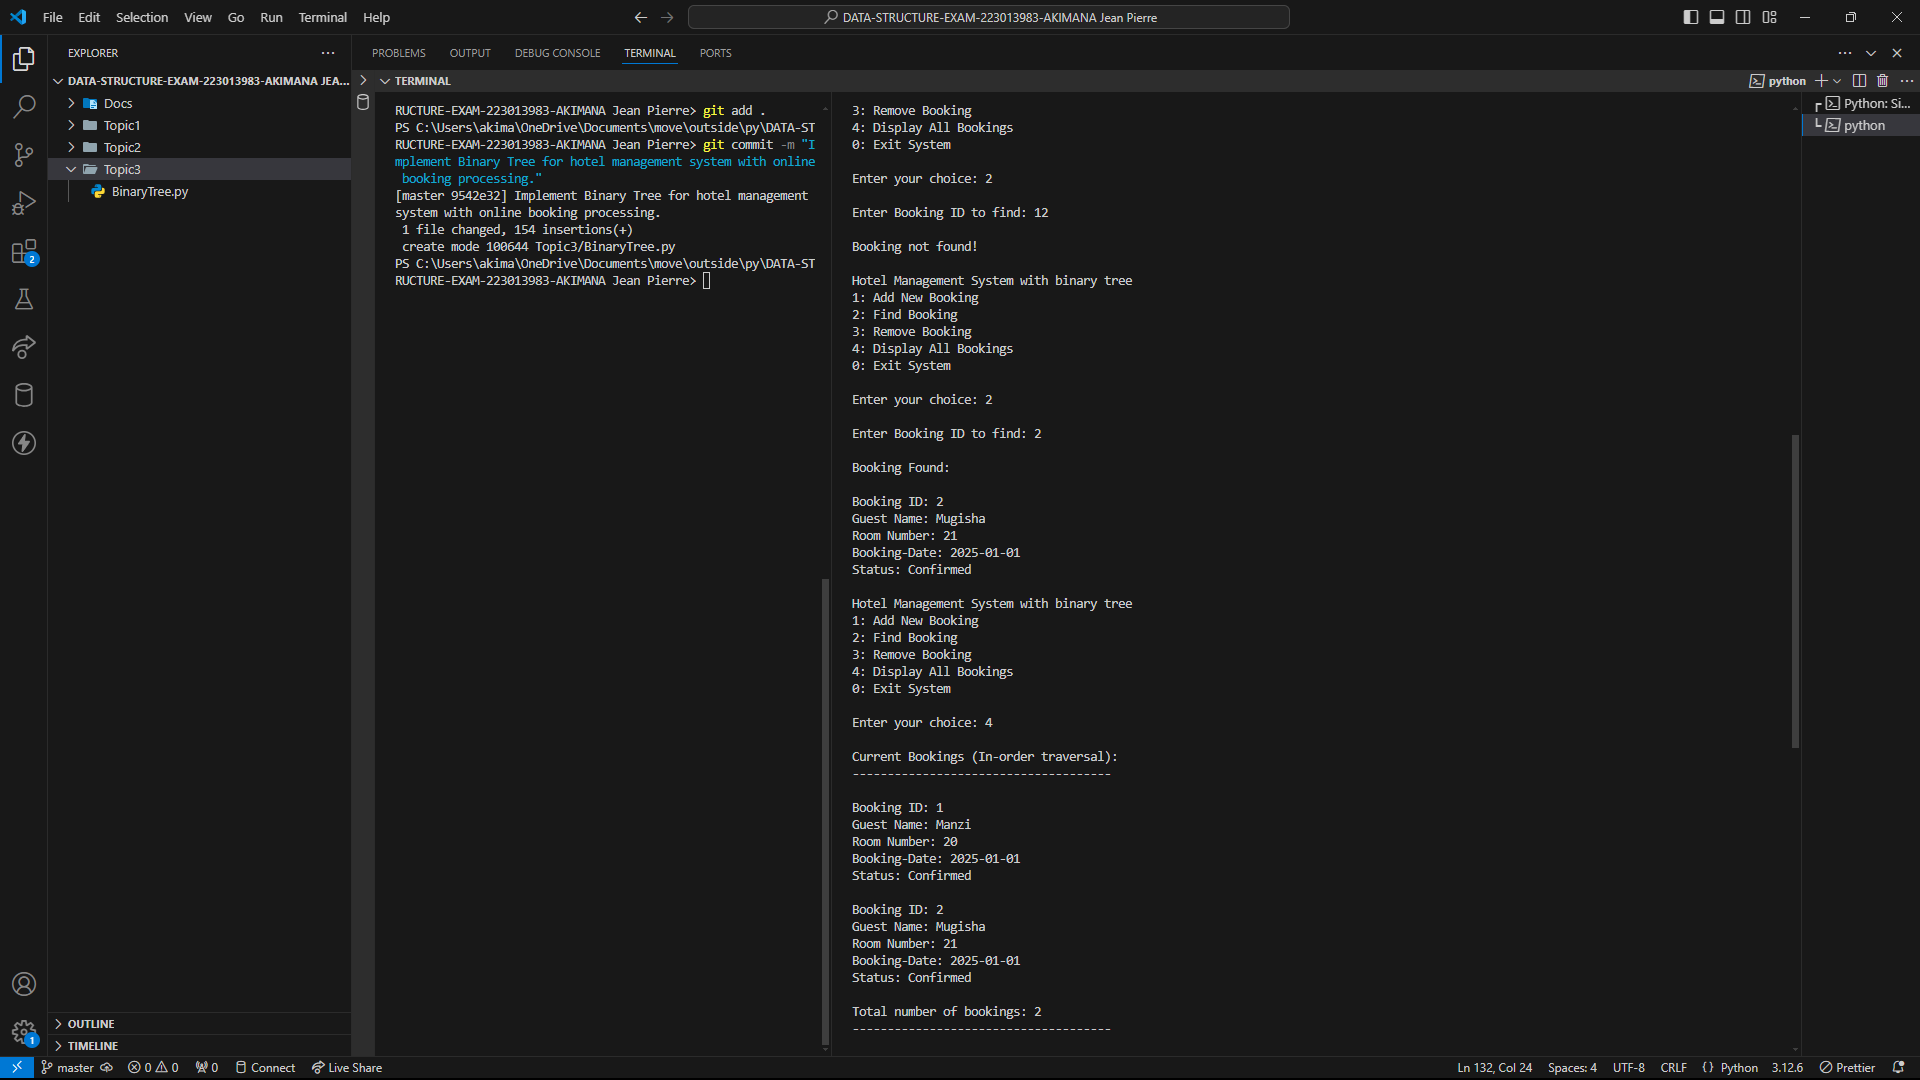 File Edit Selection View Go Run Terminal Help
DATA-STRUCTURE-EXAM-223013983-AKIMANA Jean Pierre
EXPLORER
DATA-STRUCTURE-EXAM-223013983-AKIMANA JEA...
Docs
Topic1
Topic2
Topic3
BinaryTree.py
OUTLINE
TIMELINE
2
1
PROBLEMS OUTPUT DEBUG CONSOLE TERMINAL PORTS
TERMINAL
python
RUCTURE-EXAM-223013983-AKIMANA Jean Pierre> git add .
PS C:\Users\akima\OneDrive\Documents\move\outside\py\DATA-ST
RUCTURE-EXAM-223013983-AKIMANA Jean Pierre> git commit -m "I
mplement Binary Tree for hotel management system with online
booking processing."
[master 9542e32] Implement Binary Tree for hotel management
system with online booking processing.
1 file changed, 154 insertions(+)
create mode 100644 Topic3/BinaryTree.py
PS C:\Users\akima\OneDrive\Documents\move\outside\py\DATA-ST
RUCTURE-EXAM-223013983-AKIMANA Jean Pierre>
3: Remove Booking
4: Display All Bookings
0: Exit System
Enter your choice: 2
Enter Booking ID to find: 12
Booking not found!
Hotel Management System with binary tree
1: Add New Booking
2: Find Booking
3: Remove Booking
4: Display All Bookings
0: Exit System
Enter your choice: 2
Enter Booking ID to find: 2
Booking Found:
Booking ID: 2
Guest Name: Mugisha
Room Number: 21
Booking-Date: 2025-01-01
Status: Confirmed
Hotel Management System with binary tree
1: Add New Booking
2: Find Booking
3: Remove Booking
4: Display All Bookings
0: Exit System
Enter your choice: 4
Current Bookings (In-order traversal):
-------------------------------------
Booking ID: 1
Guest Name: Manzi
Room Number: 20
Booking-Date: 2025-01-01
Status: Confirmed
Booking ID: 2
Guest Name: Mugisha
Room Number: 21
Booking-Date: 2025-01-01
Status: Confirmed
Total number of bookings: 2
-------------------------------------
Python: Si...
python
master 0 0 0 Connect Live Share
Ln 132, Col 24 Spaces: 4 UTF-8 CRLF { } Python 3.12.6 Prettier